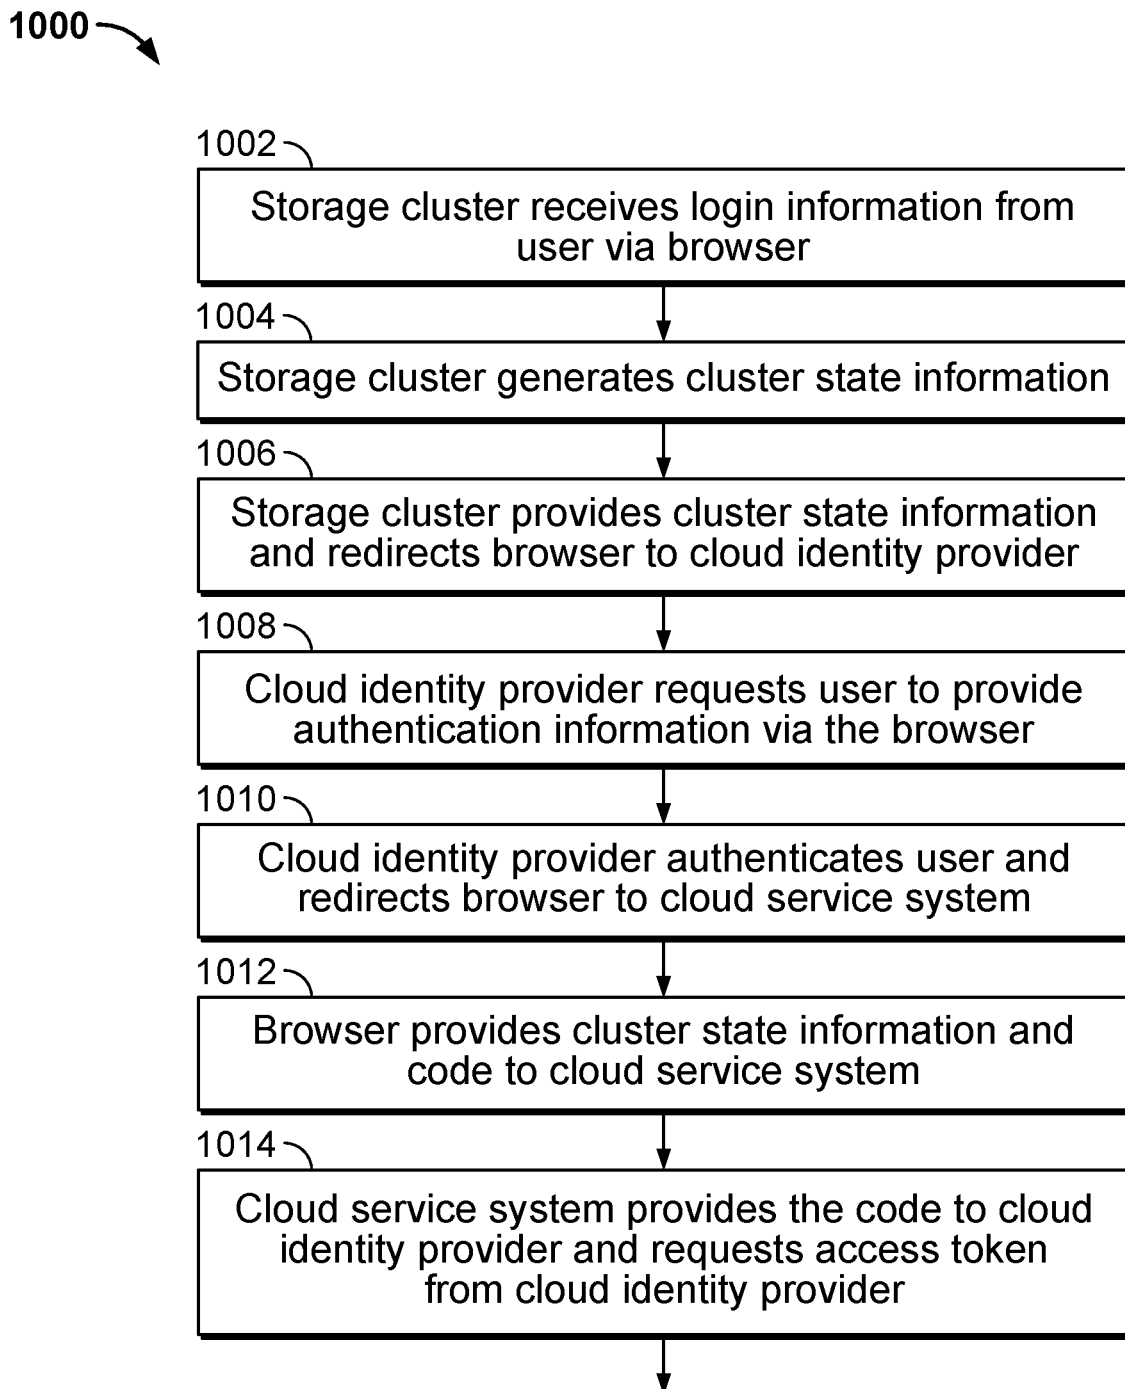 1000
1002
Storage cluster receives login information from
user via browser
1004
Storage cluster generates cluster state information
1006
Storage cluster provides cluster state information
and redirects browser to cloud identity provider
1008
Cloud identity provider requests user to provide
authentication information via the browser
1010
Cloud identity provider authenticates user and
redirects browser to cloud service system
1012
Browser provides cluster state information and
code to cloud service system
1014
Cloud service system provides the code to cloud
identity provider and requests access token
from cloud identity provider